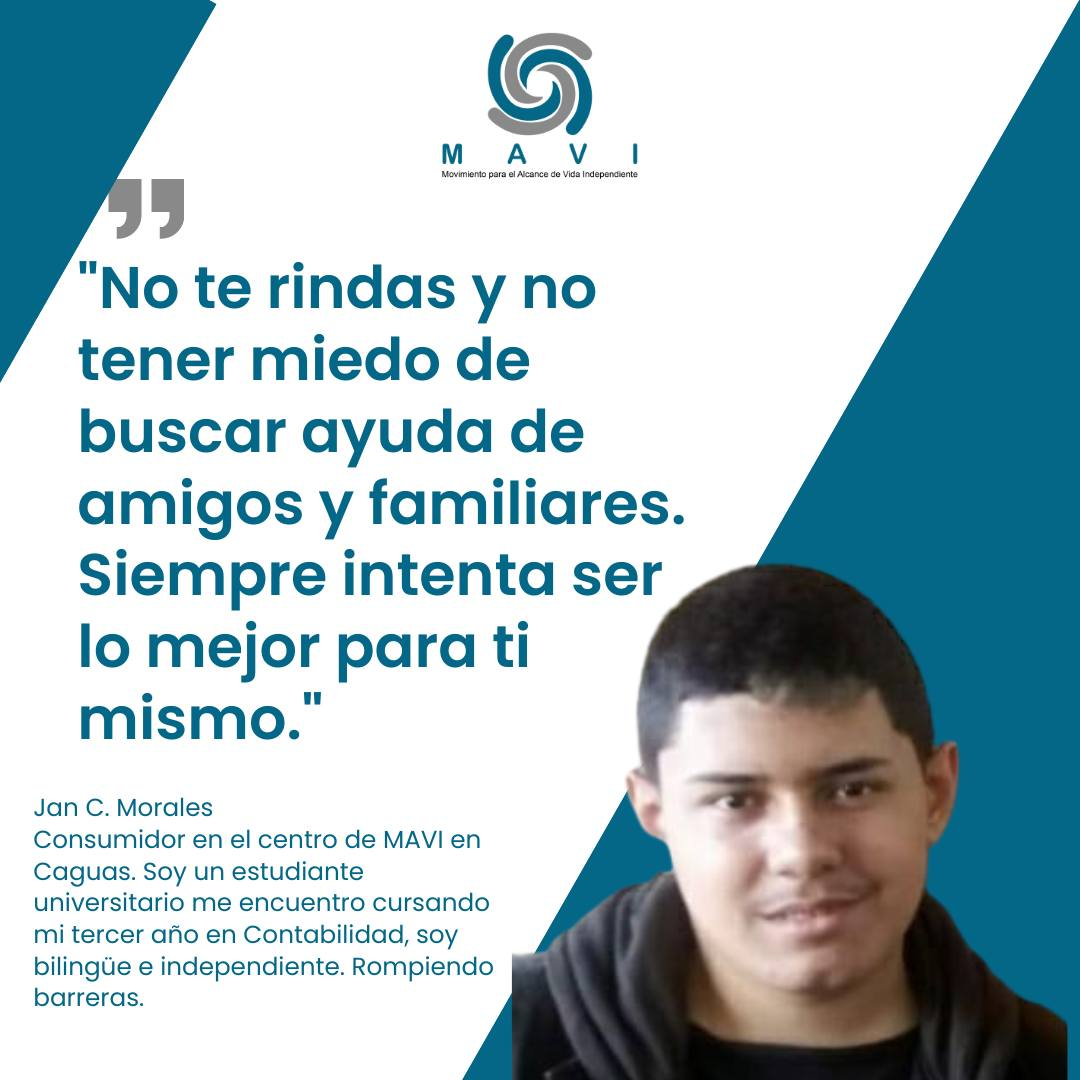 M A V I
Movimiento para el Alcance de Vida Independiente
"No te rindas y no
tener miedo de
buscar ayuda de
amigos y familiares.
Siempre intenta ser
lo mejor para ti
mismo."
Jan C. Morales
Consumidor en el centro de MAVI en
Caguas. Soy un estudiante
universitario me encuentro cursando
mi tercer año en Contabilidad, soy
bilingüe e independiente. Rompiendo
barreras.